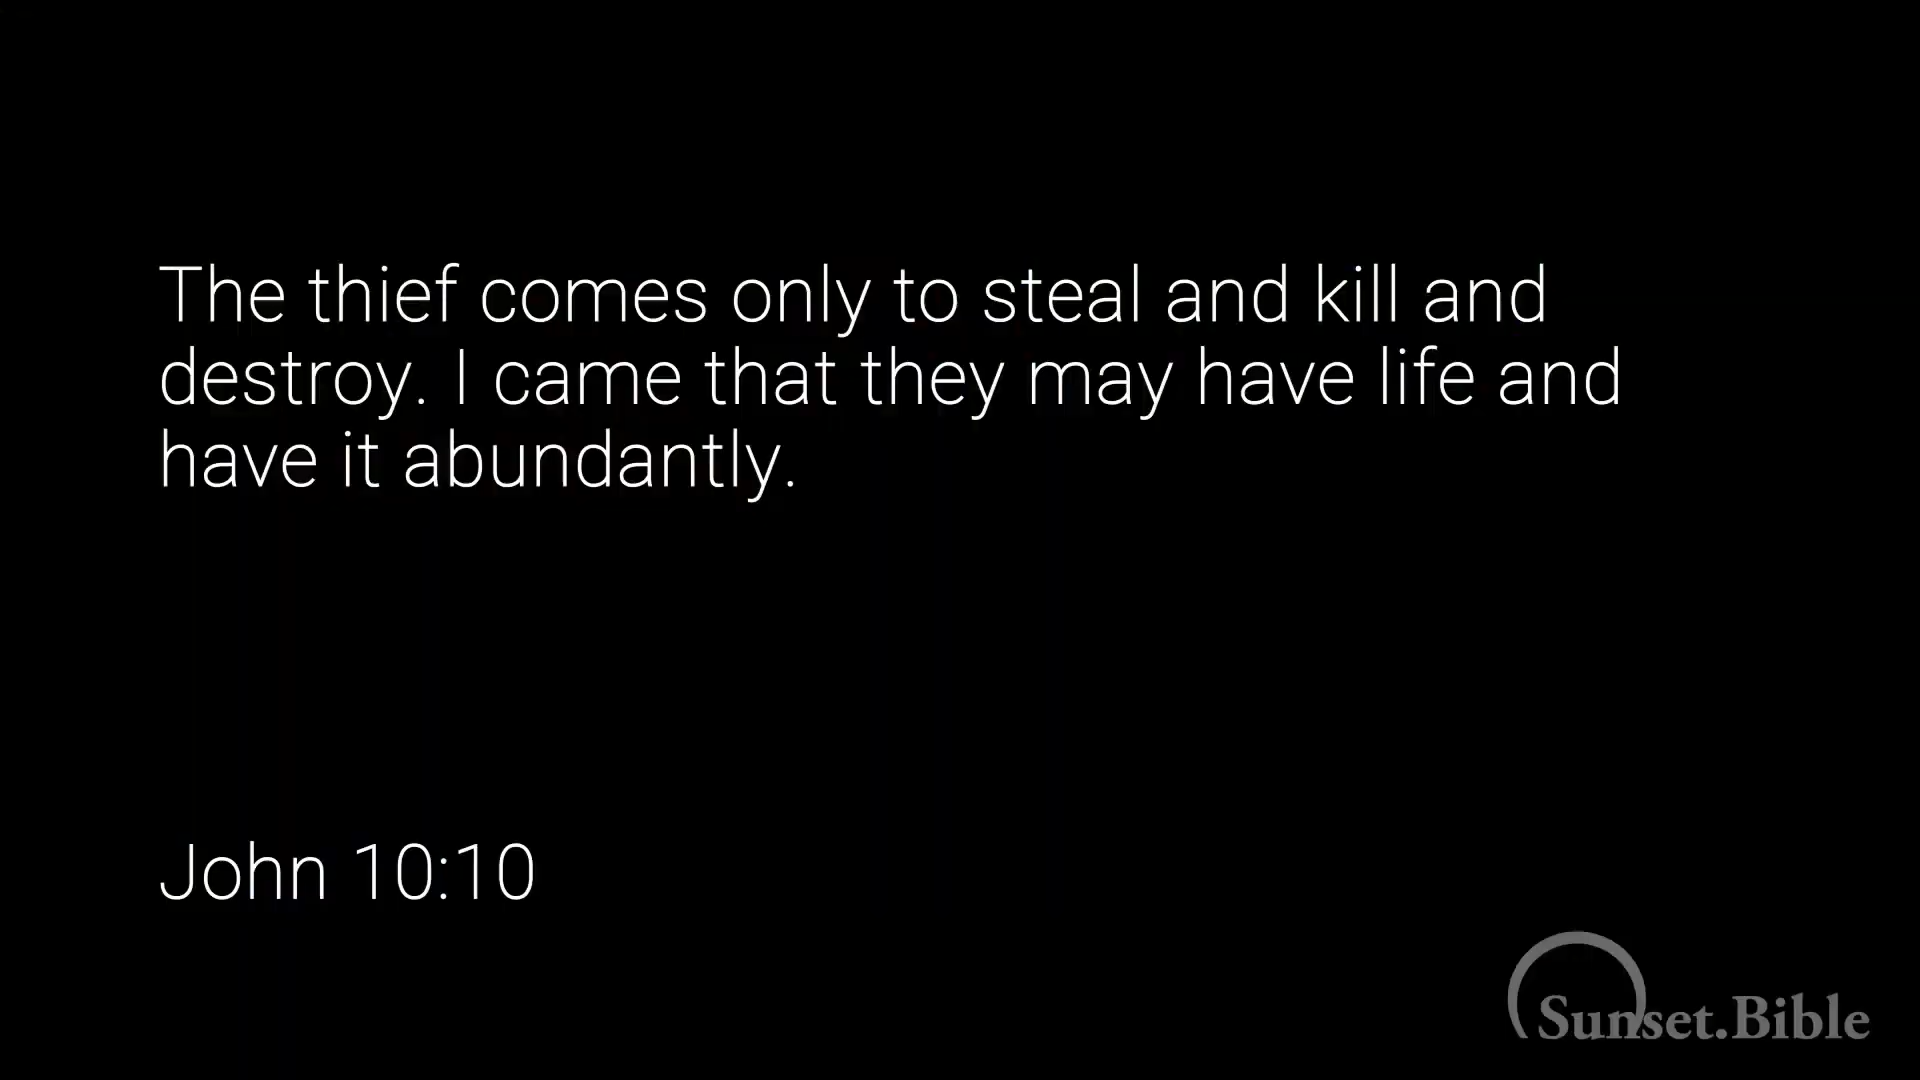 The thief comes only to steal and kill and
destroy. I came that they may have life and
have it abundantly.
John 10:10
Sunset.Bible